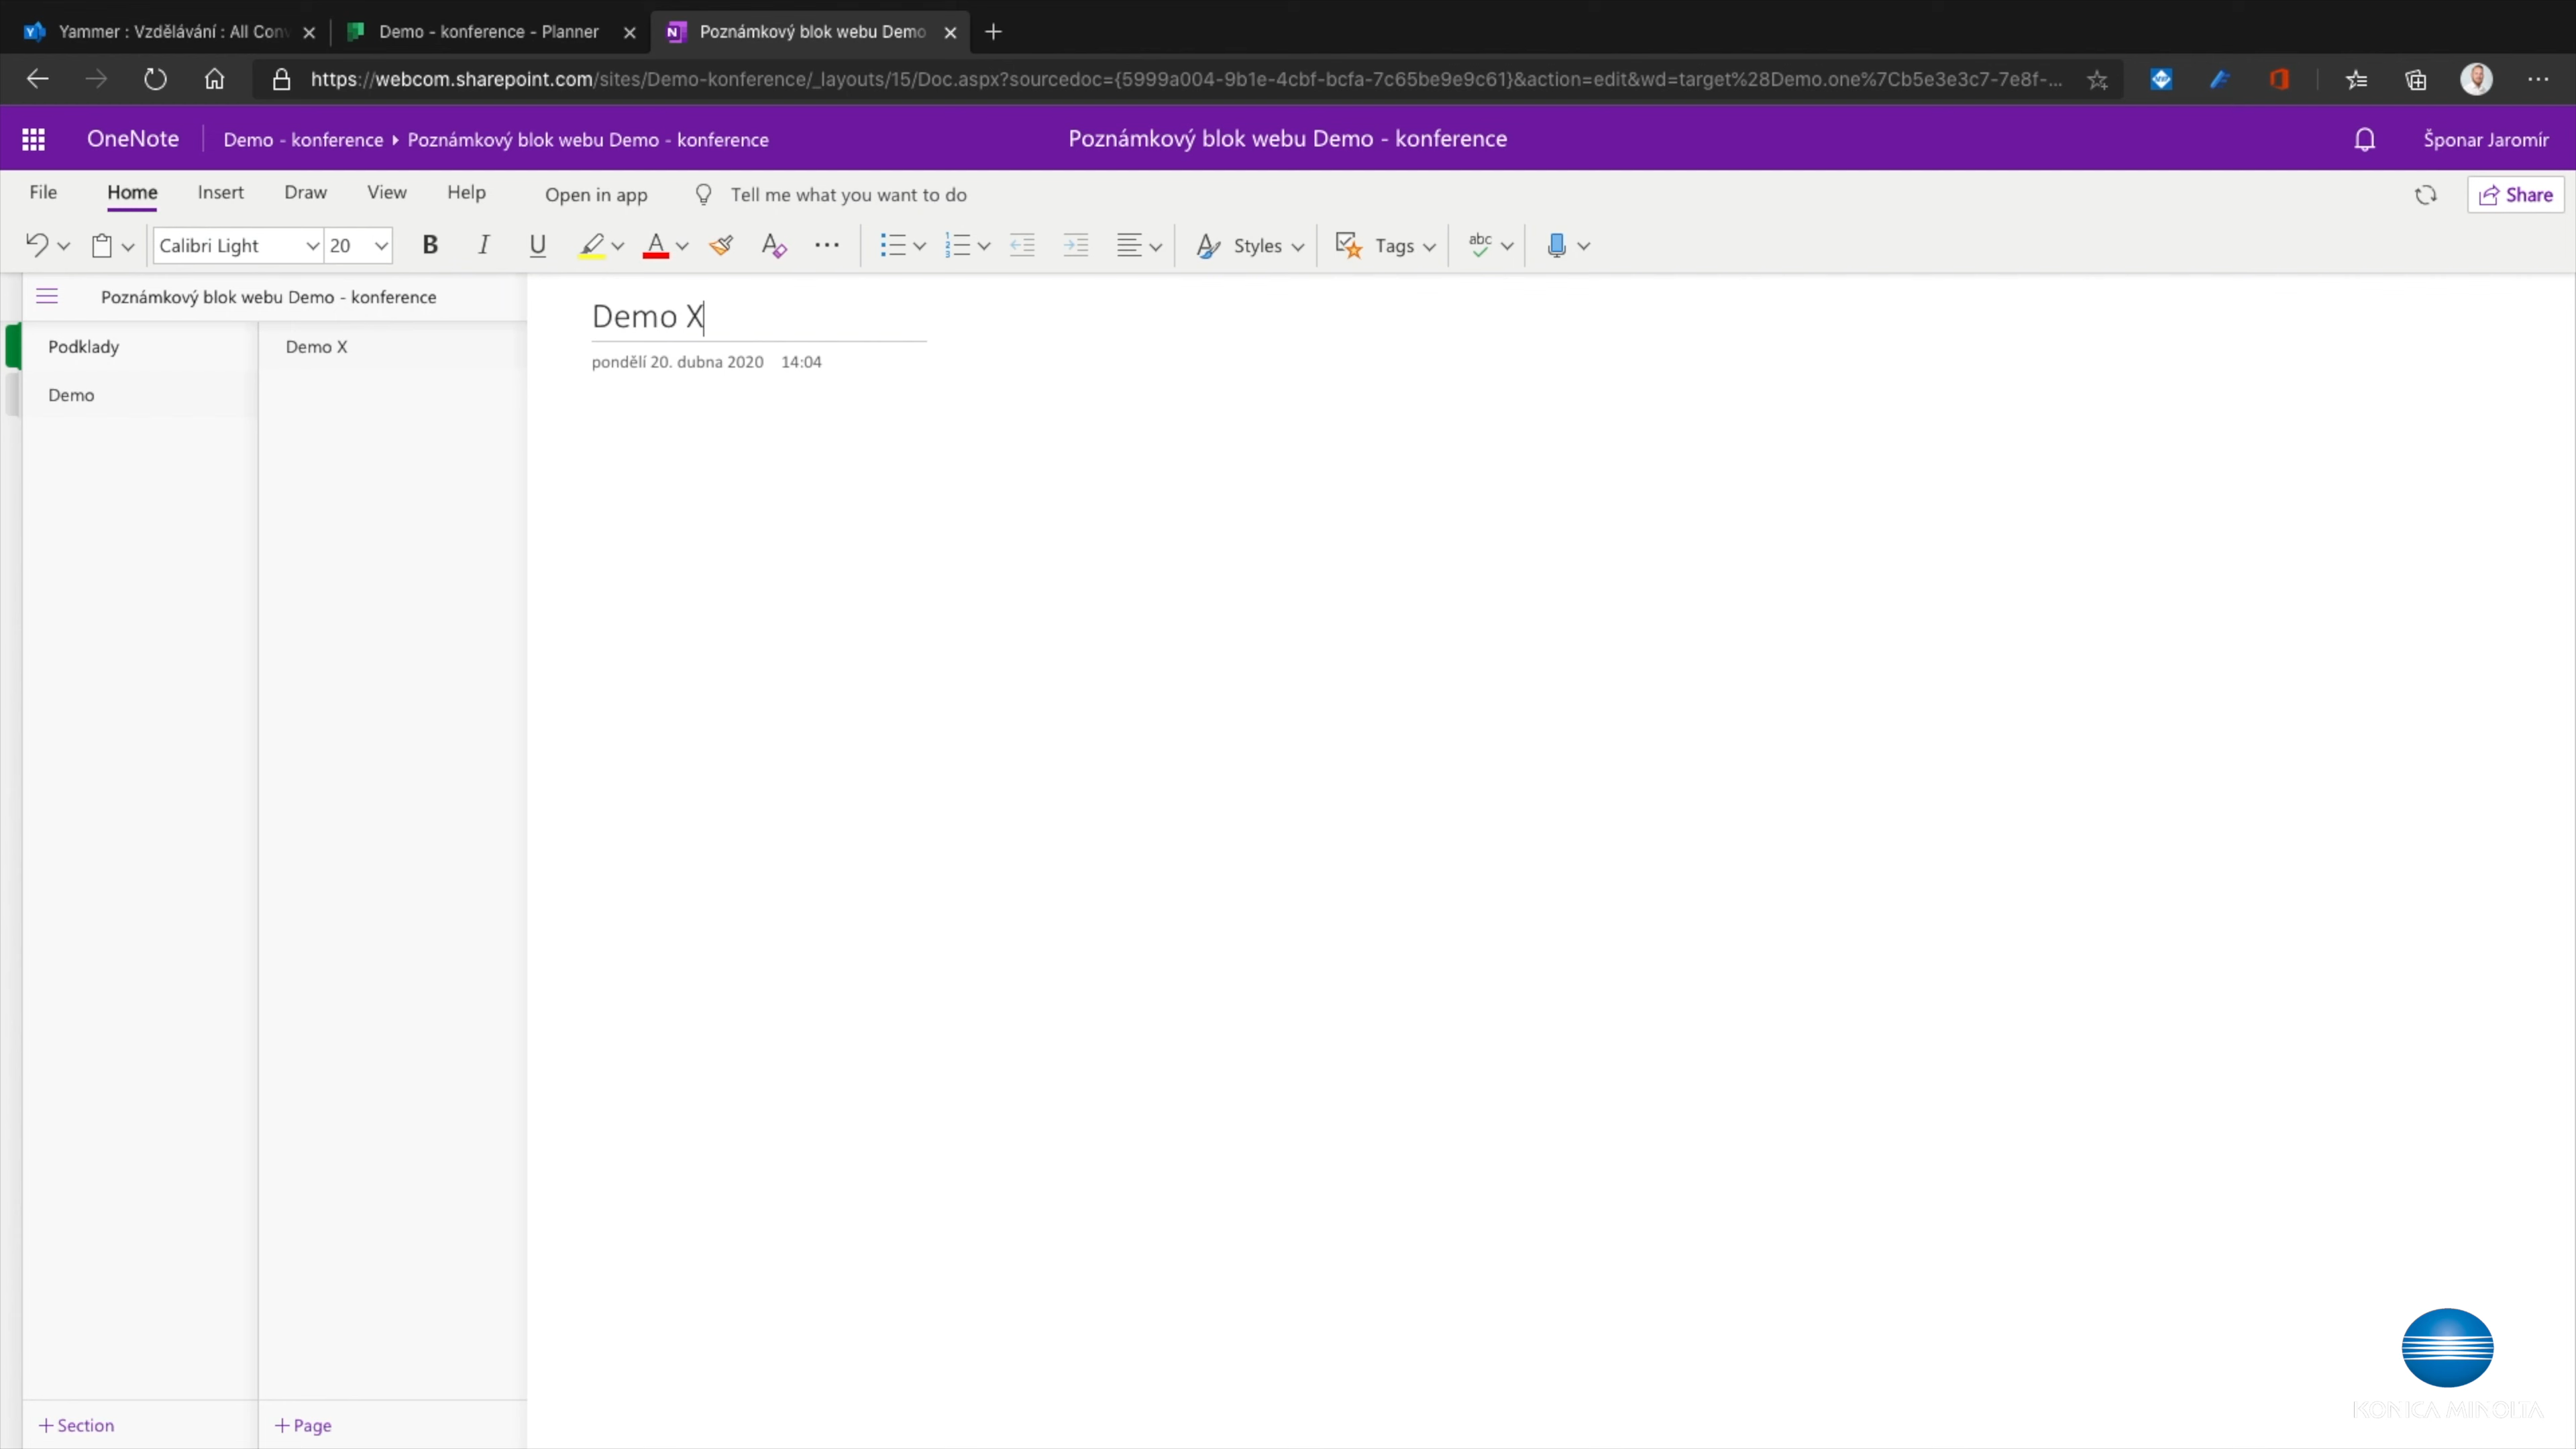 Yammer : Vzdělávání : All Conv
Demo - konference - Planner
Poznámkový blok webu Demo
https://webcom.sharepoint.com/sites/Demo-konference/_layouts/15/Doc.aspx?sourcedoc={5999a004-9b1e-4cbf-bcfa-7c65be9e9c61}&action=edit&wd=target%28Demo.one%7Cb5e3e3c7-7e8f-...
OneNote
Demo - konference ▸ Poznámkový blok webu Demo - konference
Poznámkový blok webu Demo - konference
Šponar Jaromír
File Home Insert Draw View Help Open in app Tell me what you want to do
Share
Calibri Light 20 B I U A Styles Tags abc
Poznámkový blok webu Demo - konference
Podklady
Demo
Demo X
Demo X
pondělí 20. dubna 2020 14:04
+ Section
+ Page
KONICA MINOLTA